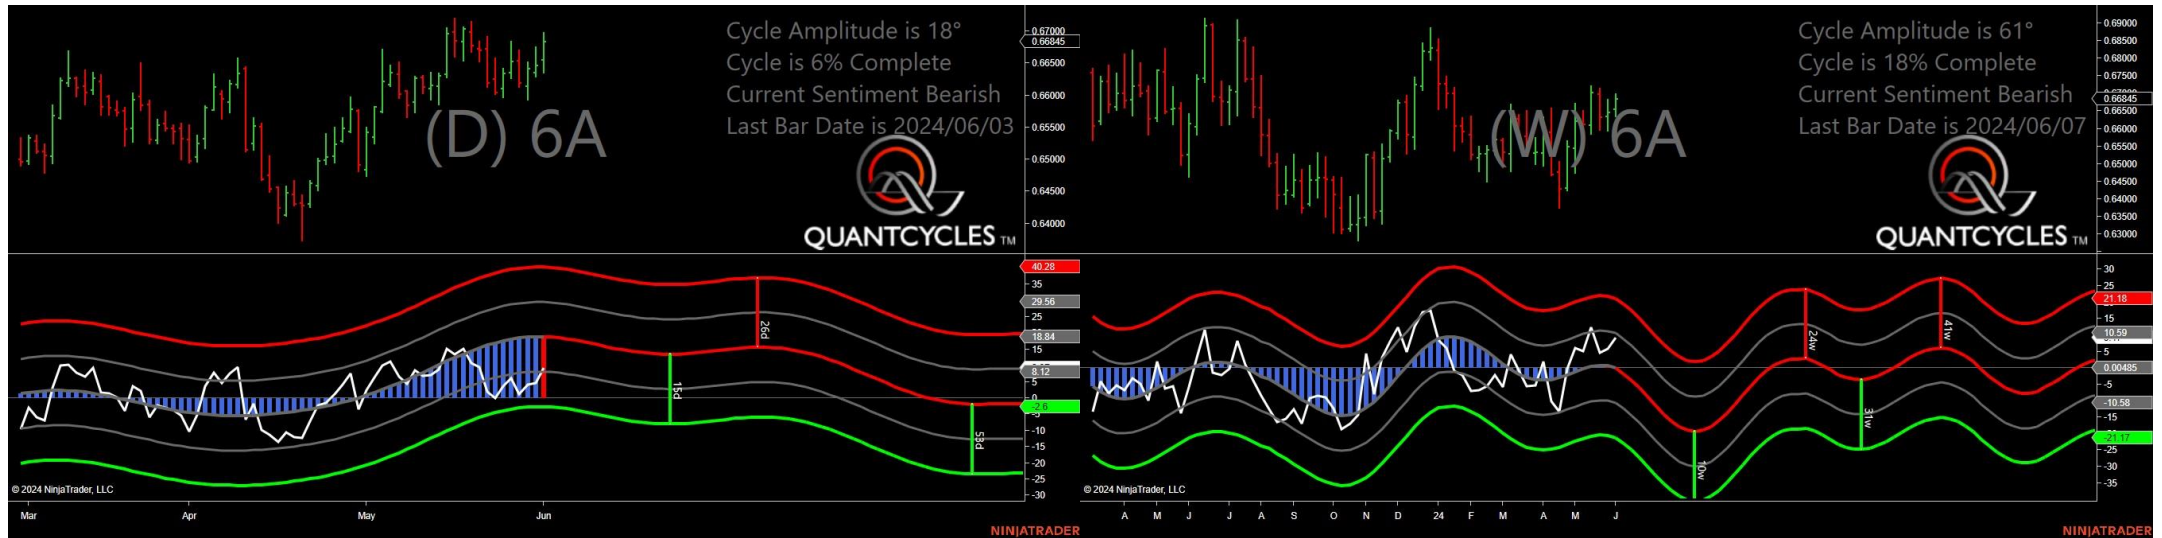 Cycle Amplitude is 18°
Cycle is 6% Complete
Current Sentiment Bearish
Last Bar Date is 2024/06/03
(D) 6A
QUANTCYCLES TM
0.67000
0.66845
0.66500
0.66000
0.65500
0.65000
0.64500
0.64000
40.28
35
29.56
25
18.84
15
8.12
5
0
-2.6
-5
-10
-15
-20
-25
-30
26d
15d
53d
© 2024 NinjaTrader, LLC
Mar
Apr
May
Jun
NINJATRADER
Cycle Amplitude is 61°
Cycle is 18% Complete
Current Sentiment Bearish
Last Bar Date is 2024/06/07
(W) 6A
QUANTCYCLES TM
0.69000
0.68500
0.68000
0.67500
0.66845
0.66500
0.66000
0.65500
0.65000
0.64500
0.64000
0.63500
0.63000
30
25
21.18
15
10.59
5
0.00485
-5
-10.58
-15
-21.17
-25
-30
-35
24w
41w
31w
10w
© 2024 NinjaTrader, LLC
A M J J A S O N D 24 F M A M J
NINJATRADER